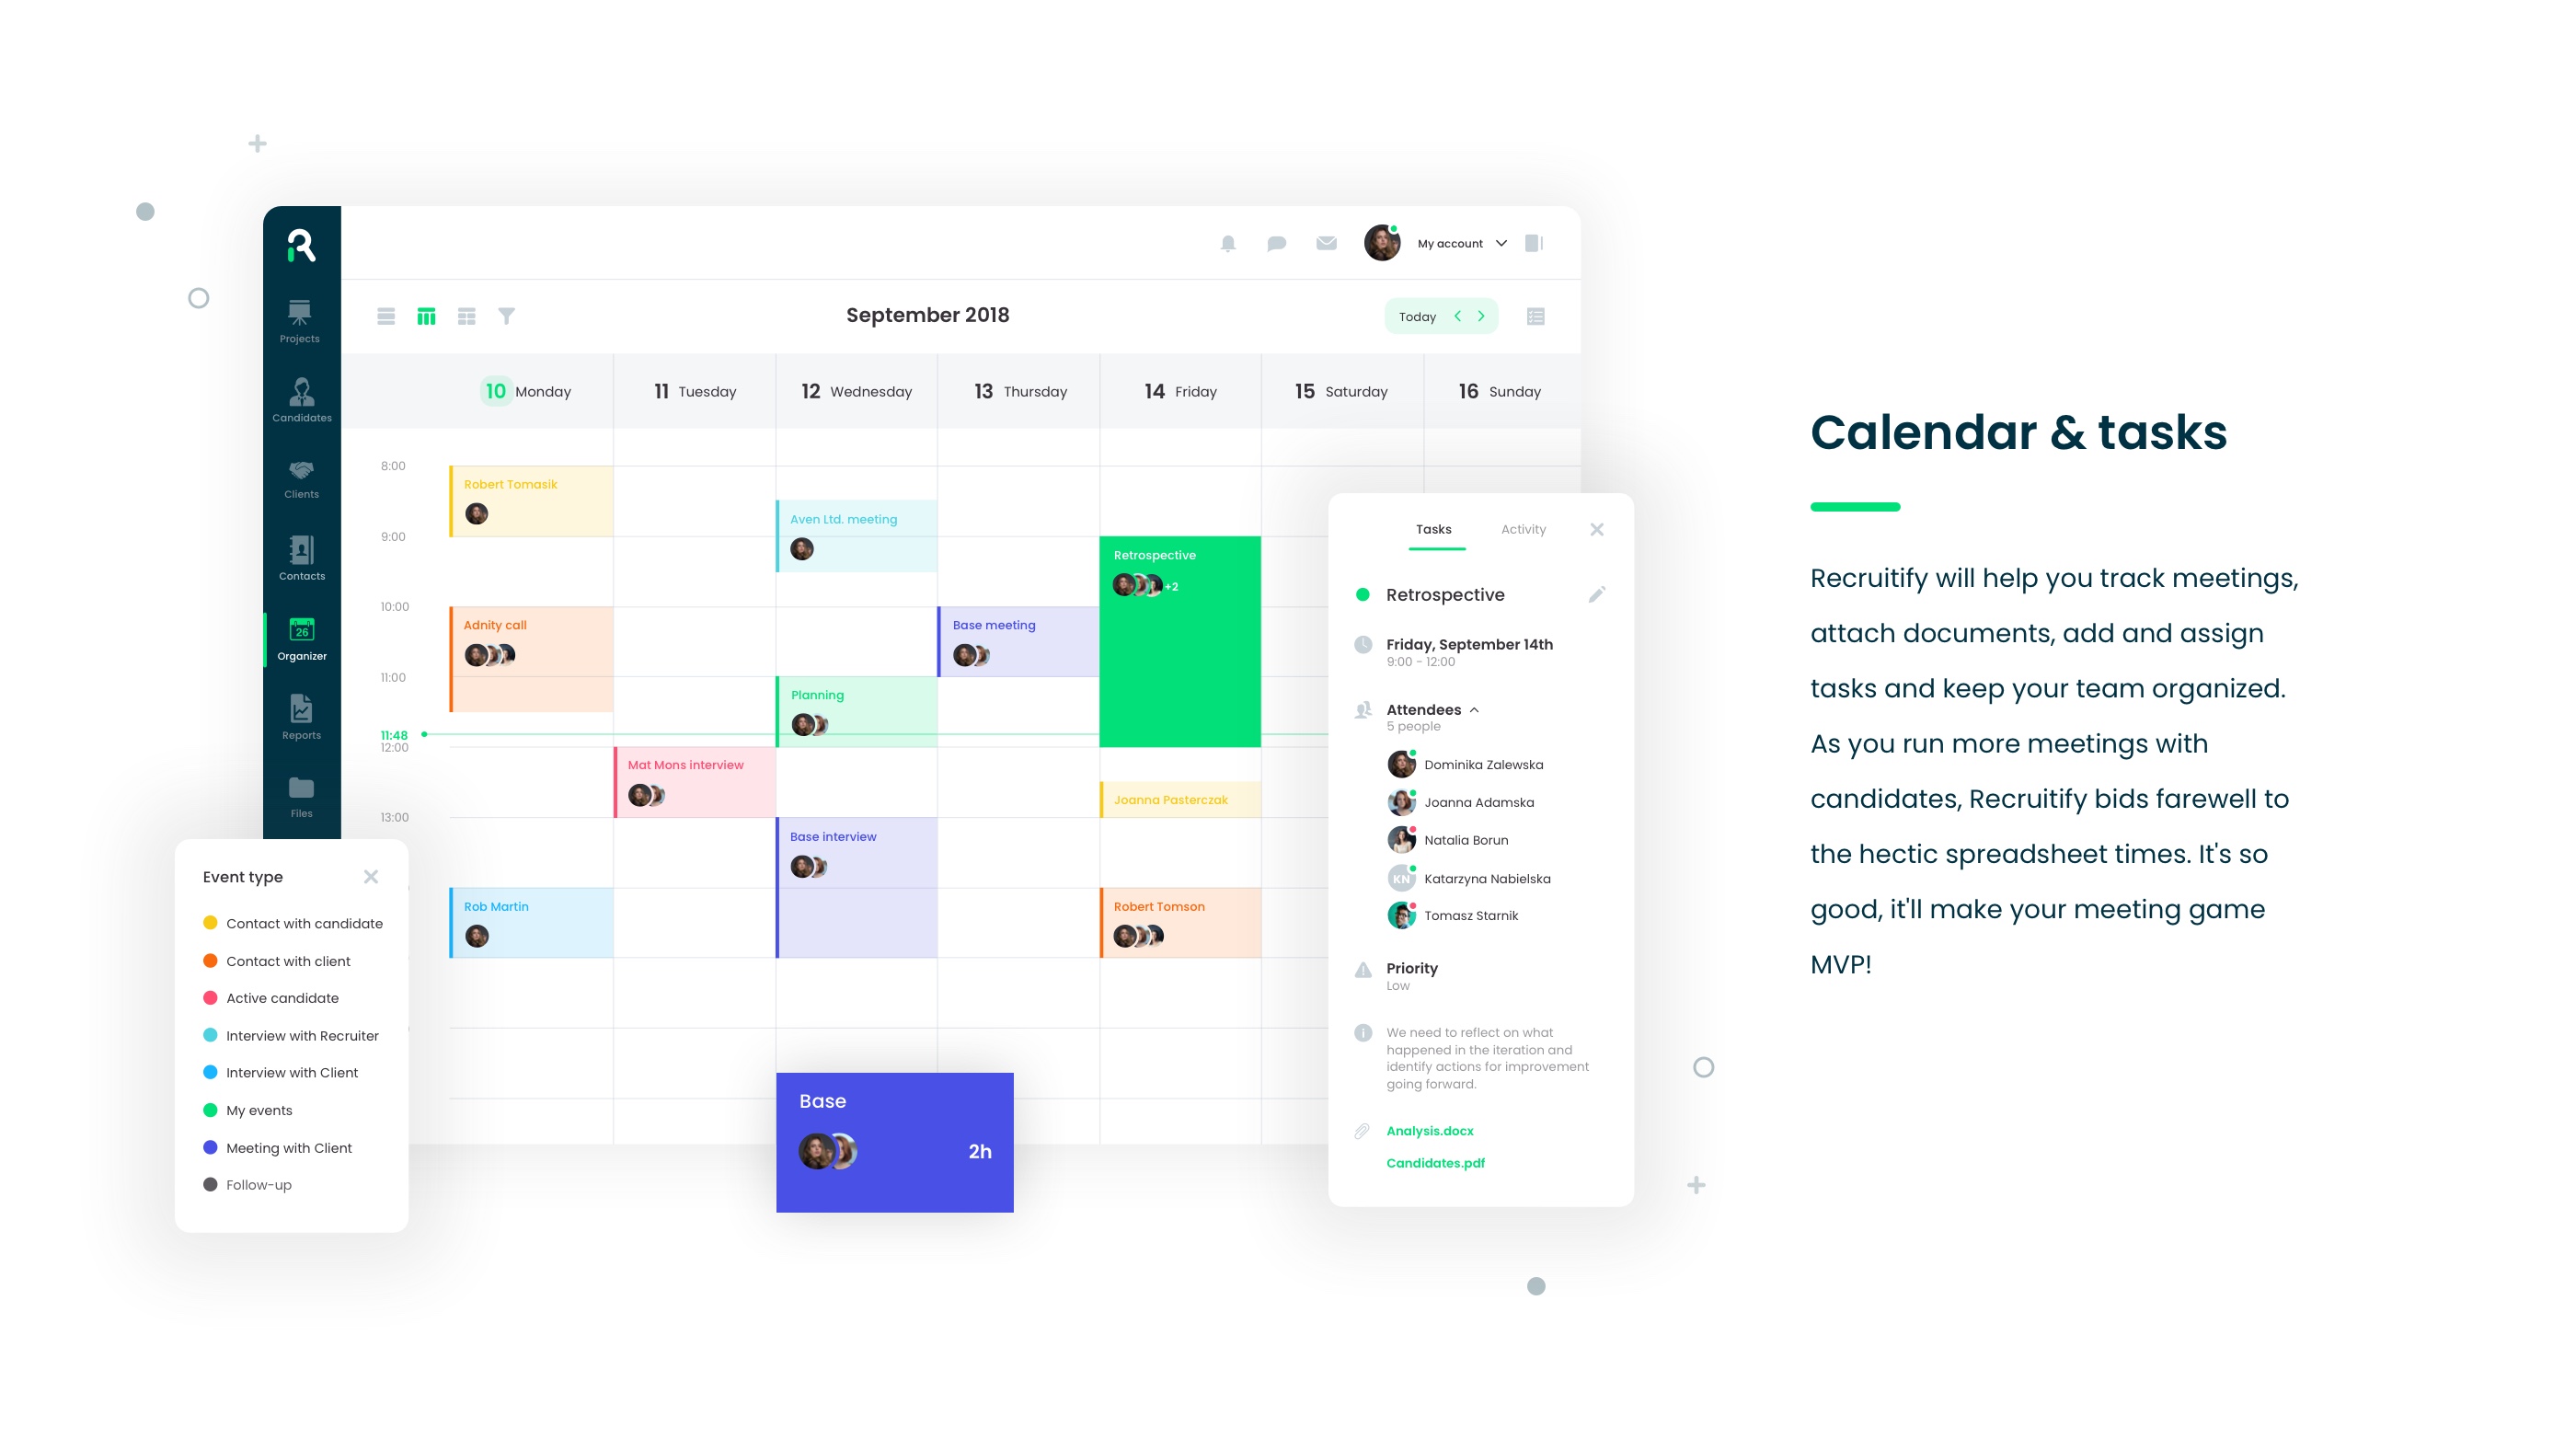 My account
September 2018
Today
Projects
Candidates
Clients
Contacts
26
Organizer
Reports
Files
10 Monday
11 Tuesday
12 Wednesday
13 Thursday
14 Friday
15 Saturday
16 Sunday
8:00
9:00
10:00
11:00
11:48
12:00
13:00
Robert Tomasik
Adnity call
Rob Martin
Mat Mons interview
Aven Ltd. meeting
Planning
Base interview
Base meeting
Retrospective
+2
Joanna Pasterczak
Robert Tomson
Base
2h
Event type
Contact with candidate
Contact with client
Active candidate
Interview with Recruiter
Interview with Client
My events
Meeting with Client
Follow-up
Tasks
Activity
Retrospective
Friday, September 14th
9:00 - 12:00
Attendees
5 people
Dominika Zalewska
Joanna Adamska
Natalia Borun
KN
Katarzyna Nabielska
Tomasz Starnik
Priority
Low
We need to reflect on what
happened in the iteration and
identify actions for improvement
going forward.
Analysis.docx
Candidates.pdf
Calendar & tasks
Recruitify will help you track meetings,
attach documents, add and assign
tasks and keep your team organized.
As you run more meetings with
candidates, Recruitify bids farewell to
the hectic spreadsheet times. It's so
good, it'll make your meeting game
MVP!